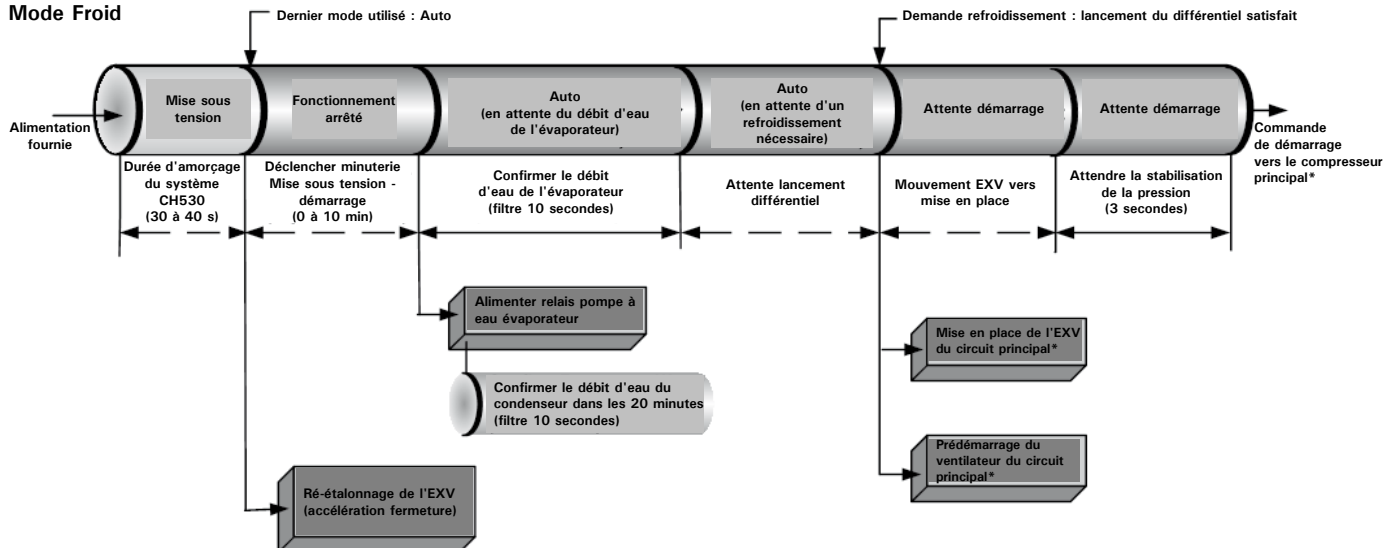 Mode Froid
Dernier mode utilisé : Auto
Demande refroidissement : lancement du différentiel satisfait
Alimentation
fournie
Mise sous
tension
Fonctionnement
arrêté
Auto
(en attente du débit d'eau
de l'évaporateur)
Auto
(en attente d'un
refroidissement
nécessaire)
Attente démarrage
Attente démarrage
Commande
de démarrage
vers le compresseur
principal*
Durée d'amorçage
du système
CH530
(30 à 40 s)
Déclencher minuterie
Mise sous tension -
démarrage
(0 à 10 min)
Confirmer le débit
d'eau de l'évaporateur
(filtre 10 secondes)
Attente lancement
différentiel
Mouvement EXV vers
mise en place
Attendre la stabilisation
de la pression
(3 secondes)
Alimenter relais pompe à
eau évaporateur
Confirmer le débit d'eau du
condenseur dans les 20 minutes
(filtre 10 secondes)
Mise en place de l'EXV
du circuit principal*
Prédémarrage du
ventilateur du circuit
principal*
Ré-étalonnage de l'EXV
(accélération fermeture)